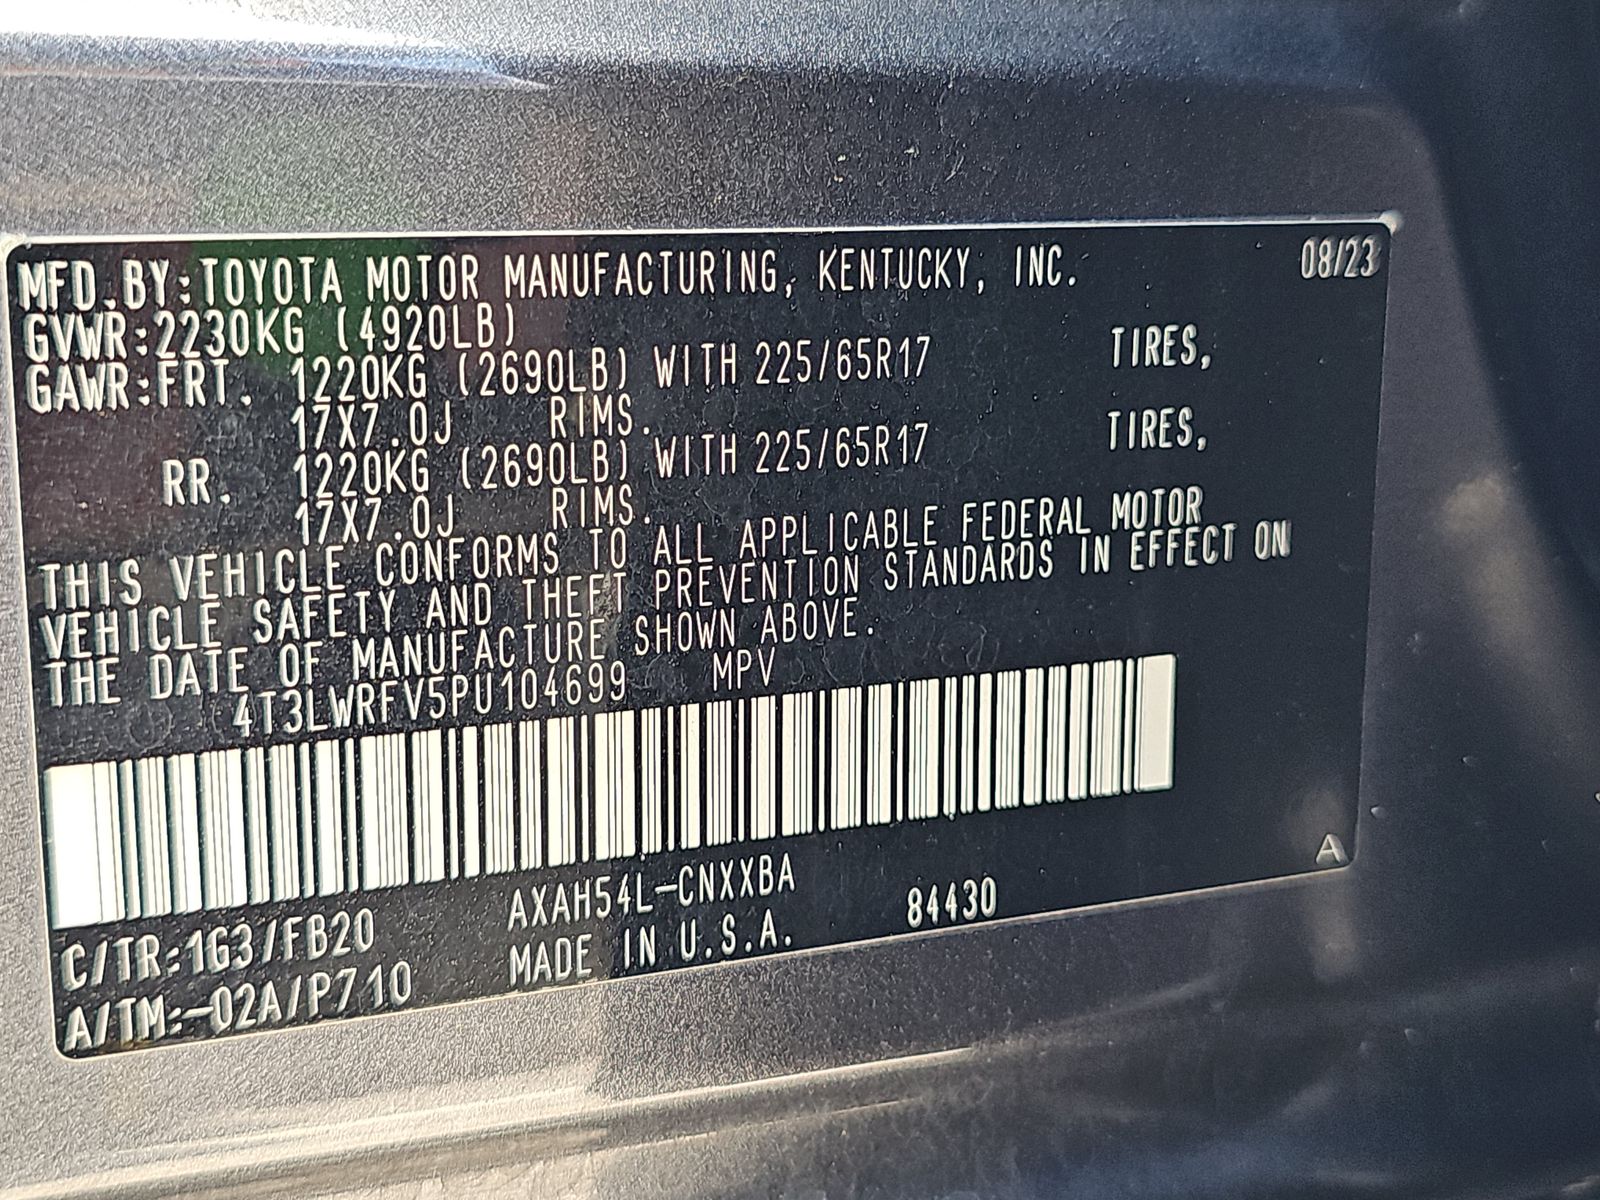 MFD. BY: TOYOTA MOTOR MANUFACTURING, KENTUCKY, INC. 08/23
GVWR: 2230KG (4920LB)
GAWR: FRT. 1220KG (2690LB) WITH 225/65R17 TIRES,
17X7.0J RIMS.
RR. 1220KG (2690LB) WITH 225/65R17 TIRES,
17X7.0J RIMS.
THIS VEHICLE CONFORMS TO ALL APPLICABLE FEDERAL MOTOR
VEHICLE SAFETY AND THEFT PREVENTION STANDARDS IN EFFECT ON
THE DATE OF MANUFACTURE SHOWN ABOVE.
4T3LWRFV5PU104699 MPV
C/TR: 1G3/FB20 AXAH54L-CNXXBA
A/TM: -02A/P710 MADE IN U.S.A. 84430
A